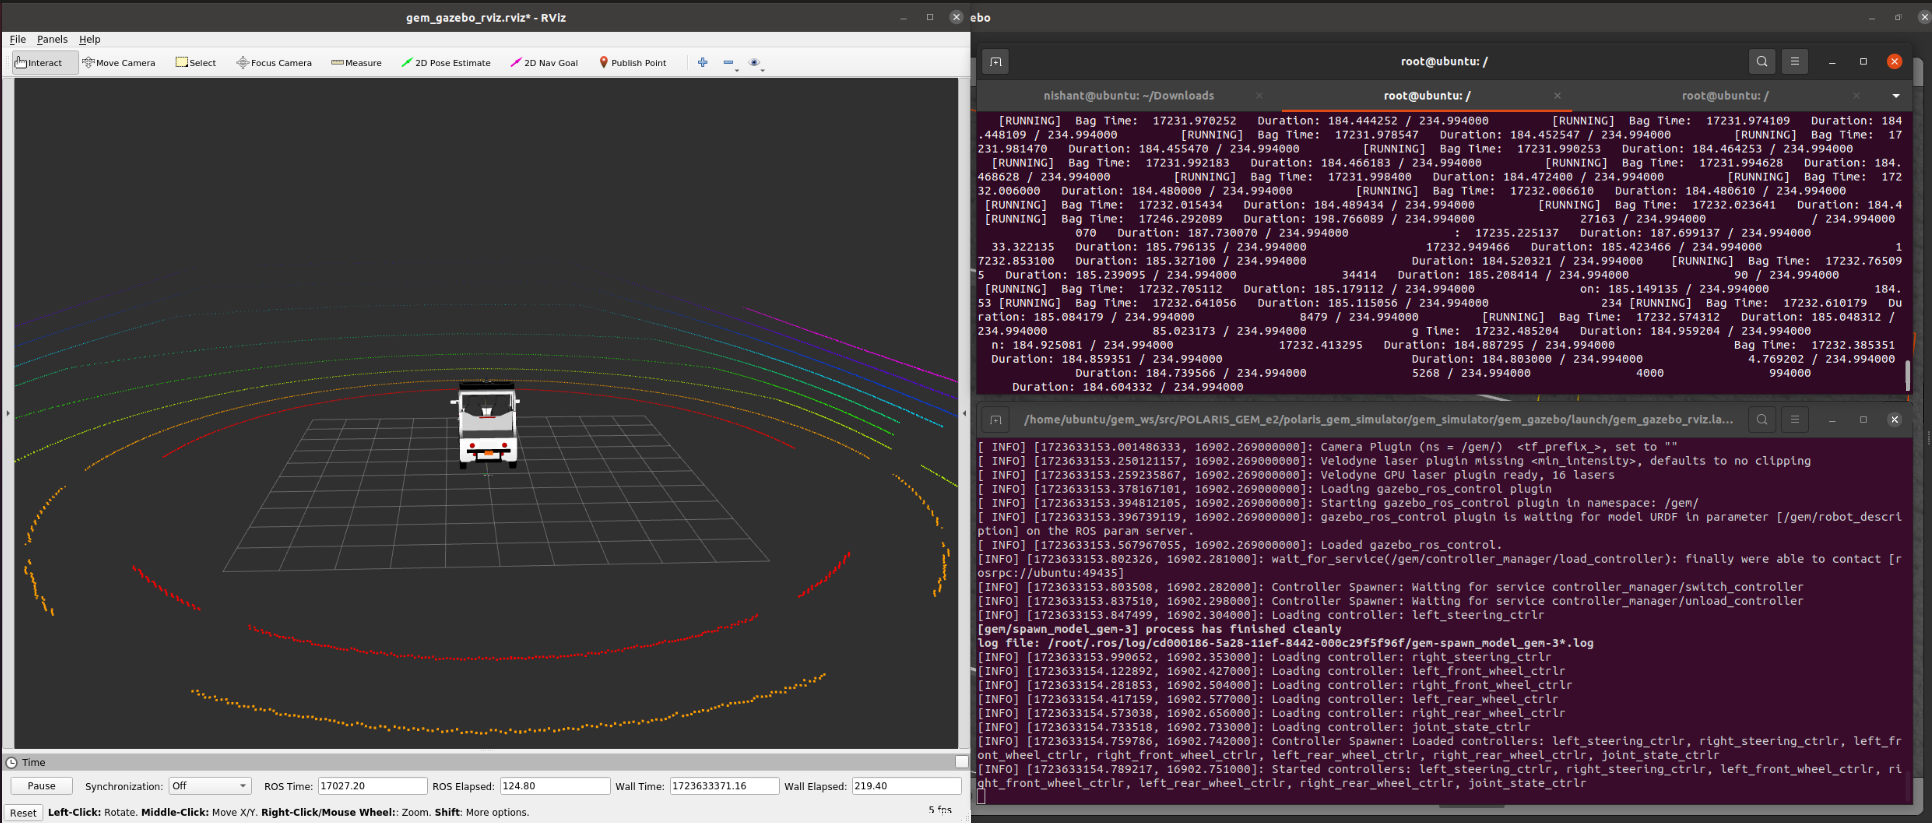 gem_gazebo_rviz.rviz* - RViz
File Panels Help
Interact Move Camera Select Focus Camera Measure 2D Pose Estimate 2D Nav Goal Publish Point
Time
Pause Synchronization: Off ROS Time: 17027.20 ROS Elapsed: 124.80 Wall Time: 1723633371.16 Wall Elapsed: 219.40
Reset Left-Click: Rotate. Middle-Click: Move X/Y. Right-Click/Mouse Wheel:: Zoom. Shift: More options. 5 fps
ebo
root@ubuntu: /
nishant@ubuntu: ~/Downloads root@ubuntu: / root@ubuntu: /
[RUNNING] Bag Time: 17231.970252 Duration: 184.444252 / 234.994000 [RUNNING] Bag Time: 17231.974109 Duration: 184
.448109 / 234.994000 [RUNNING] Bag Time: 17231.978547 Duration: 184.452547 / 234.994000 [RUNNING] Bag Time: 17
231.981470 Duration: 184.455470 / 234.994000 [RUNNING] Bag Time: 17231.990253 Duration: 184.464253 / 234.994000
[RUNNING] Bag Time: 17231.992183 Duration: 184.466183 / 234.994000 [RUNNING] Bag Time: 17231.994628 Duration: 184.
468628 / 234.994000 [RUNNING] Bag Time: 17231.998400 Duration: 184.472400 / 234.994000 [RUNNING] Bag Time: 172
32.006000 Duration: 184.480000 / 234.994000 [RUNNING] Bag Time: 17232.006610 Duration: 184.480610 / 234.994000
[RUNNING] Bag Time: 17232.015434 Duration: 184.489434 / 234.994000 [RUNNING] Bag Time: 17232.023641 Duration: 184.4
[RUNNING] Bag Time: 17246.292089 Duration: 198.766089 / 234.994000 27163 / 234.994000 / 234.994000
070 Duration: 187.730070 / 234.994000 : 17235.225137 Duration: 187.699137 / 234.994000
33.322135 Duration: 185.796135 / 234.994000 17232.949466 Duration: 185.423466 / 234.994000 1
7232.853100 Duration: 185.327100 / 234.994000 Duration: 184.520321 / 234.994000 [RUNNING] Bag Time: 17232.76509
5 Duration: 185.239095 / 234.994000 34414 Duration: 185.208414 / 234.994000 90 / 234.994000
[RUNNING] Bag Time: 17232.705112 Duration: 185.179112 / 234.994000 on: 185.149135 / 234.994000 184.
53 [RUNNING] Bag Time: 17232.641056 Duration: 185.115056 / 234.994000 234 [RUNNING] Bag Time: 17232.610179 Du
ration: 185.084179 / 234.994000 8479 / 234.994000 [RUNNING] Bag Time: 17232.574312 Duration: 185.048312 /
234.994000 85.023173 / 234.994000 g Time: 17232.485204 Duration: 184.959204 / 234.994000
n: 184.925081 / 234.994000 17232.413295 Duration: 184.887295 / 234.994000 Bag Time: 17232.385351
Duration: 184.859351 / 234.994000 Duration: 184.803000 / 234.994000 4.769202 / 234.994000
Duration: 184.739566 / 234.994000 5268 / 234.994000 4000 994000
Duration: 184.604332 / 234.994000
/home/ubuntu/gem_ws/src/POLARIS_GEM_e2/polaris_gem_simulator/gem_simulator/gem_gazebo/launch/gem_gazebo_rviz.la...
[ INFO] [1723633153.001486333, 16902.269000000]: Camera Plugin (ns = /gem/) <tf_prefix_>, set to ""
[ INFO] [1723633153.250121157, 16902.269000000]: Velodyne laser plugin missing <min_intensity>, defaults to no clipping
[ INFO] [1723633153.259235867, 16902.269000000]: Velodyne GPU laser plugin ready, 16 lasers
[ INFO] [1723633153.378167101, 16902.269000000]: Loading gazebo_ros_control plugin
[ INFO] [1723633153.394812105, 16902.269000000]: Starting gazebo_ros_control plugin in namespace: /gem/
[ INFO] [1723633153.396739119, 16902.269000000]: gazebo_ros_control plugin is waiting for model URDF in parameter [/gem/robot_descri
ption] on the ROS param server.
[ INFO] [1723633153.567967055, 16902.269000000]: Loaded gazebo_ros_control.
[INFO] [1723633153.802326, 16902.281000]: wait_for_service(/gem/controller_manager/load_controller): finally were able to contact [r
osrpc://ubuntu:49435]
[INFO] [1723633153.803508, 16902.282000]: Controller Spawner: Waiting for service controller_manager/switch_controller
[INFO] [1723633153.837510, 16902.298000]: Controller Spawner: Waiting for service controller_manager/unload_controller
[INFO] [1723633153.847499, 16902.304000]: Loading controller: left_steering_ctrlr
[gem/spawn_model_gem-3] process has finished cleanly
log file: /root/.ros/log/cd000186-5a28-11ef-8442-000c29f5f96f/gem-spawn_model_gem-3*.log
[INFO] [1723633153.990652, 16902.353000]: Loading controller: right_steering_ctrlr
[INFO] [1723633154.122892, 16902.427000]: Loading controller: left_front_wheel_ctrlr
[INFO] [1723633154.281853, 16902.504000]: Loading controller: right_front_wheel_ctrlr
[INFO] [1723633154.417159, 16902.577000]: Loading controller: left_rear_wheel_ctrlr
[INFO] [1723633154.573038, 16902.656000]: Loading controller: right_rear_wheel_ctrlr
[INFO] [1723633154.733518, 16902.733000]: Loading controller: joint_state_ctrlr
[INFO] [1723633154.759786, 16902.742000]: Controller Spawner: Loaded controllers: left_steering_ctrlr, right_steering_ctrlr, left_fr
ont_wheel_ctrlr, right_front_wheel_ctrlr, left_rear_wheel_ctrlr, right_rear_wheel_ctrlr, joint_state_ctrlr
[INFO] [1723633154.789217, 16902.751000]: Started controllers: left_steering_ctrlr, right_steering_ctrlr, left_front_wheel_ctrlr, ri
ght_front_wheel_ctrlr, left_rear_wheel_ctrlr, right_rear_wheel_ctrlr, joint_state_ctrlr